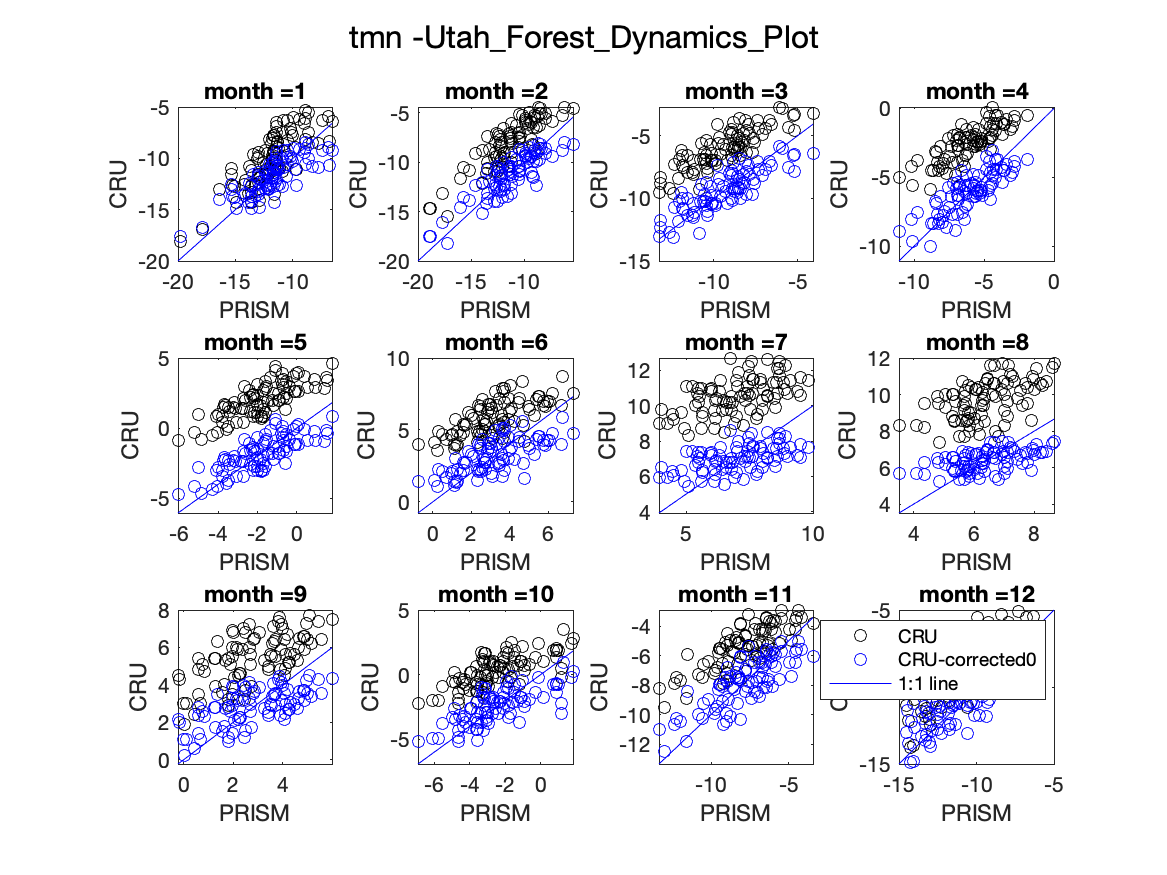 tmn -Utah_Forest_Dynamics_Plot
month =1
month =2
month =3
month =4
-5
-10
-15
-20
CRU
-20 -15 -10
PRISM
-5
-10
-15
-20
CRU
-20 -15 -10
PRISM
-5
-10
-15
CRU
-10 -5
PRISM
0
-5
-10
CRU
-10 -5 0
PRISM
month =5
month =6
month =7
month =8
5
0
-5
CRU
-6 -4 -2 0
PRISM
10
5
0
CRU
0 2 4 6
PRISM
12
10
8
6
4
CRU
5 10
PRISM
12
10
8
6
4
CRU
4 6 8
PRISM
month =9
month =10
month =11
month =12
8
6
4
2
0
CRU
0 2 4
PRISM
5
0
-5
CRU
-6 -4 -2 0
PRISM
-4
-6
-8
-10
-12
CRU
-10 -5
PRISM
-5
-15
-15 -10 -5
PRISM
CRU
CRU-corrected0
1:1 line